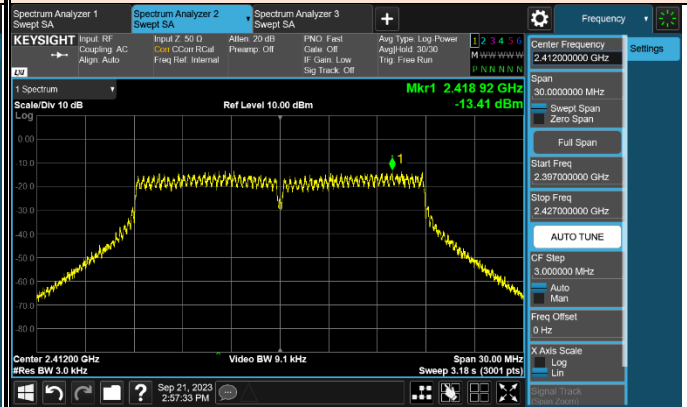 Spectrum Analyzer 1
Swept SA
Spectrum Analyzer 2
Swept SA
Spectrum Analyzer 3
Swept SA
+
Frequency
KEYSIGHT
Input: RF
Coupling: AC
Align: Auto
Input Z: 50 Ω
Corr CCorr RCal
Freq Ref: Internal
Atten: 20 dB
Preamp: Off
PNO: Fast
Gate: Off
IF Gain: Low
Sig Track: Off
Avg Type: Log-Power
Avg|Hold: 30/30
Trig: Free Run
1 2 3 4 5 6
M W W W W W
P N N N N N
LXI
1 Spectrum
Scale/Div 10 dB
Ref Level 10.00 dBm
Mkr1 2.418 92 GHz
-13.41 dBm
Log
0.00
-10.0
-20.0
-30.0
-40.0
-50.0
-60.0
-70.0
-80.0
1
Center 2.41200 GHz
#Res BW 3.0 kHz
Video BW 9.1 kHz
Span 30.00 MHz
Sweep 3.18 s (3001 pts)
Sep 21, 2023
2:57:33 PM
?
Center Frequency
2.412000000 GHz
Settings
Span
30.0000000 MHz
Swept Span
Zero Span
Full Span
Start Freq
2.397000000 GHz
Stop Freq
2.427000000 GHz
AUTO TUNE
CF Step
3.000000 MHz
Auto
Man
Freq Offset
0 Hz
X Axis Scale
Log
Lin
Signal Track
(Span Zoom)